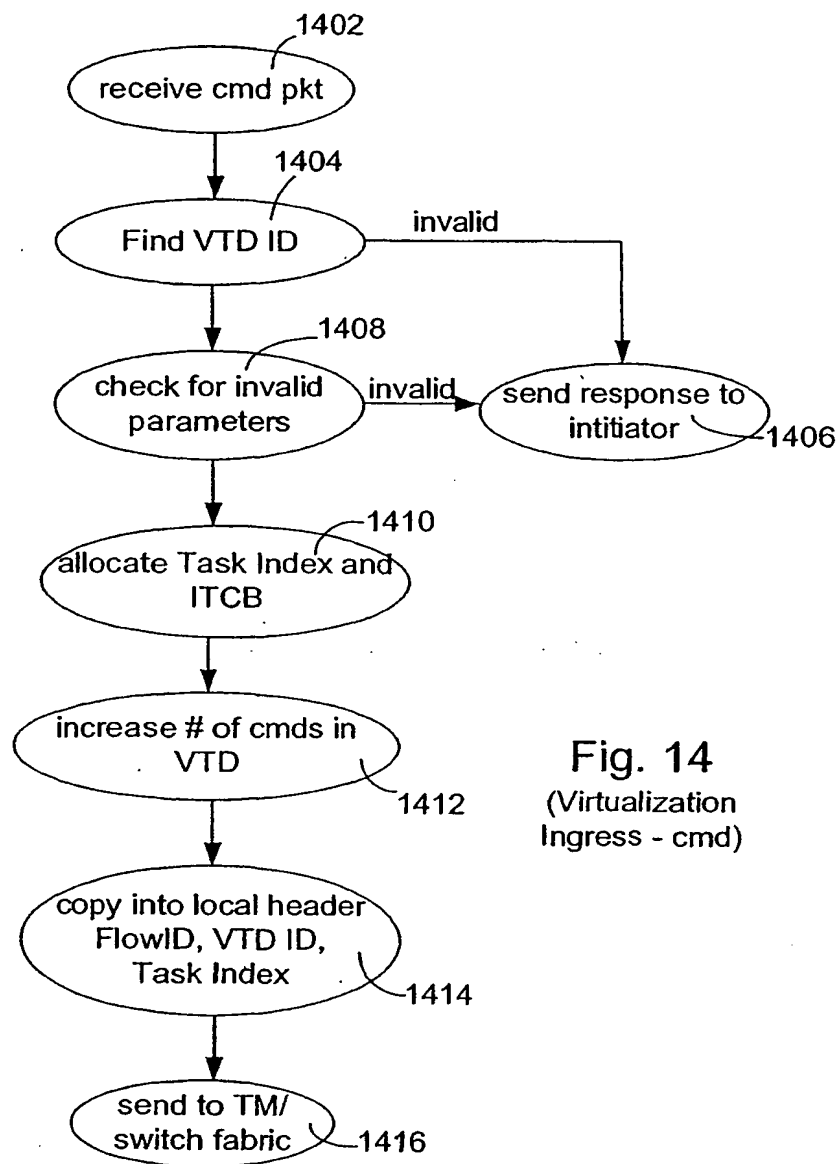 1402
receive cmd pkt
1404
Find VTD ID
invalid
1408
check for invalid
parameters
invalid
send response to
intitiator
1406
1410
allocate Task Index and
ITCB
increase # of cmds in
VTD
1412
Fig. 14
(Virtualization
Ingress - cmd)
copy into local header
FlowID, VTD ID,
Task Index
1414
send to TM/
switch fabric
1416